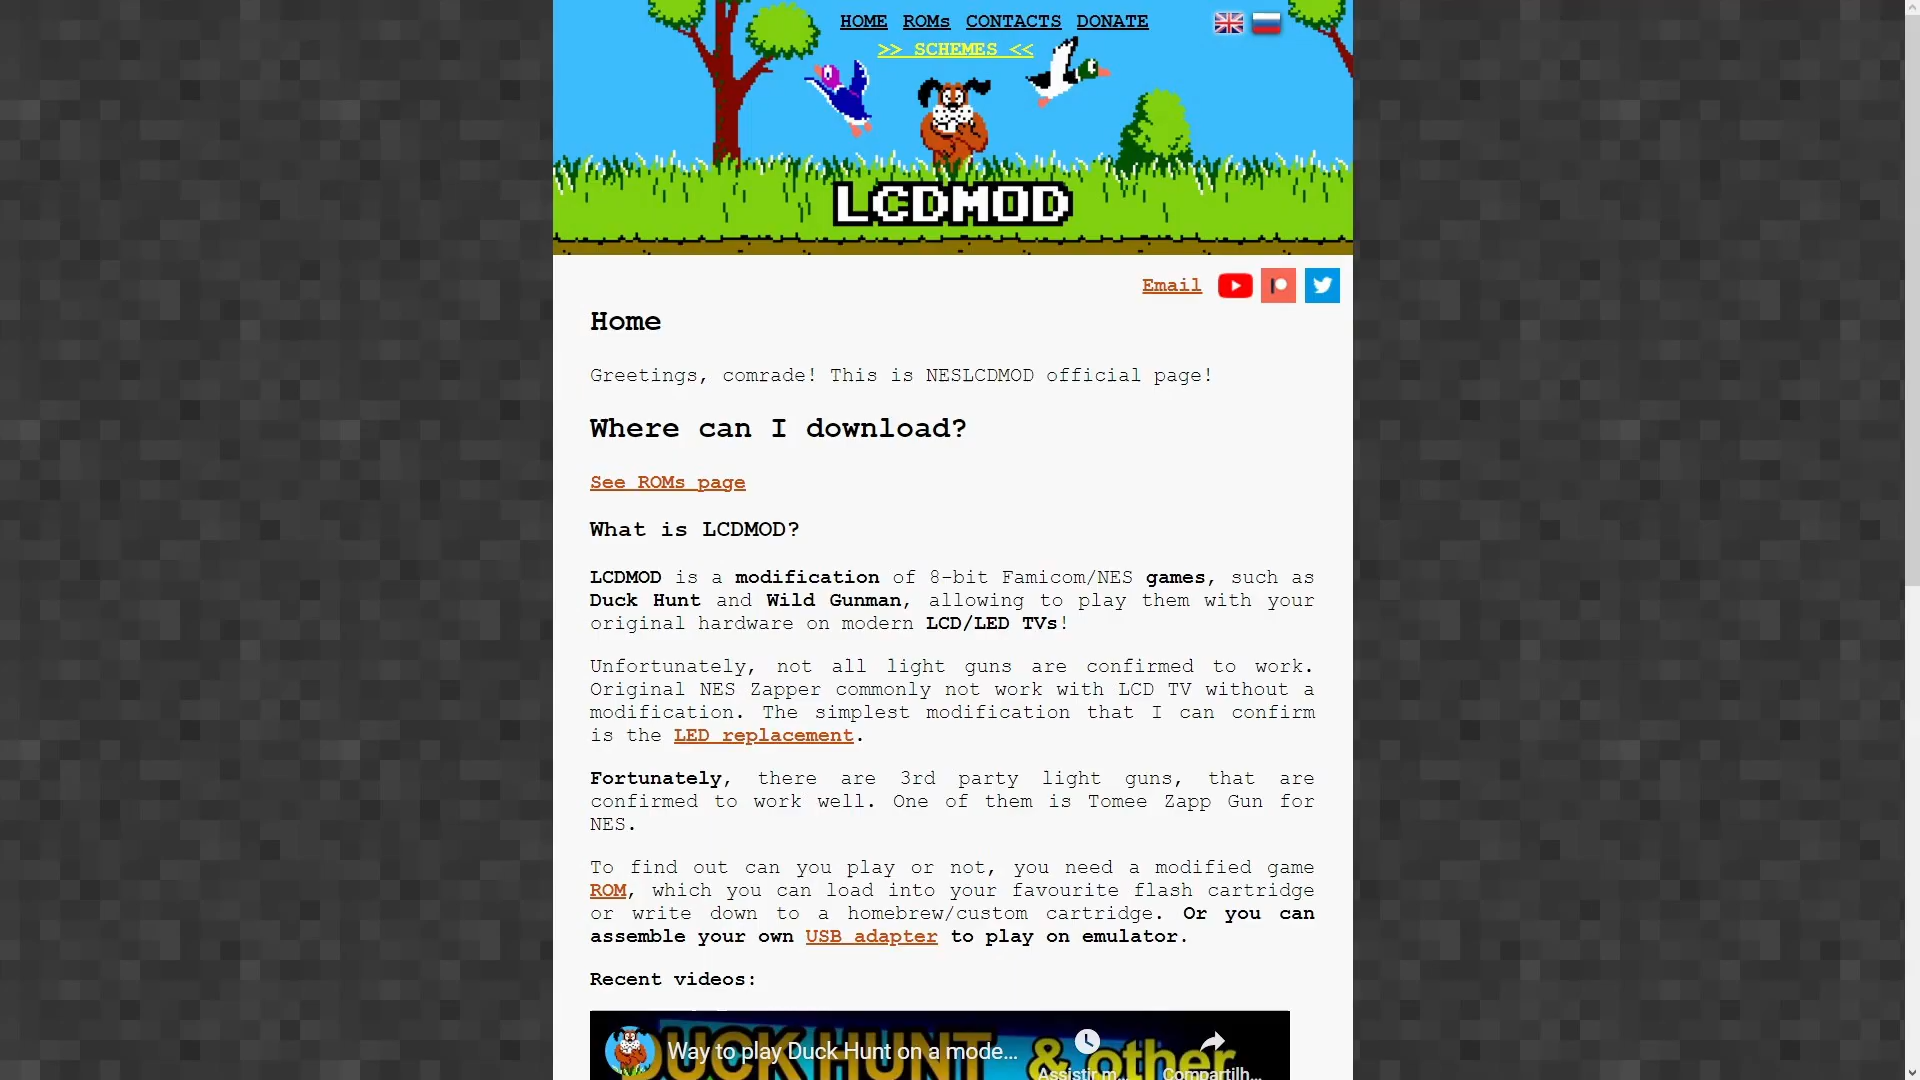 HOME ROMs CONTACTS DONATE
>> SCHEMES <<
LCDMOD
Email
Home
Greetings, comrade! This is NESLCDMOD official page!
Where can I download?
See ROMs page
What is LCDMOD?
LCDMOD is a modification of 8-bit Famicom/NES games, such as
Duck Hunt and Wild Gunman, allowing to play them with your
original hardware on modern LCD/LED TVs!
Unfortunately, not all light guns are confirmed to work.
Original NES Zapper commonly not work with LCD TV without a
modification. The simplest modification that I can confirm
is the LED replacement.
Fortunately, there are 3rd party light guns, that are
confirmed to work well. One of them is Tomee Zapp Gun for
NES.
To find out can you play or not, you need a modified game
ROM, which you can load into your favourite flash cartridge
or write down to a homebrew/custom cartridge. Or you can
assemble your own USB adapter to play on emulator.
Recent videos:
DUCK HUNT & other
Way to play Duck Hunt on a mode...
Assistir m... Compartilh...